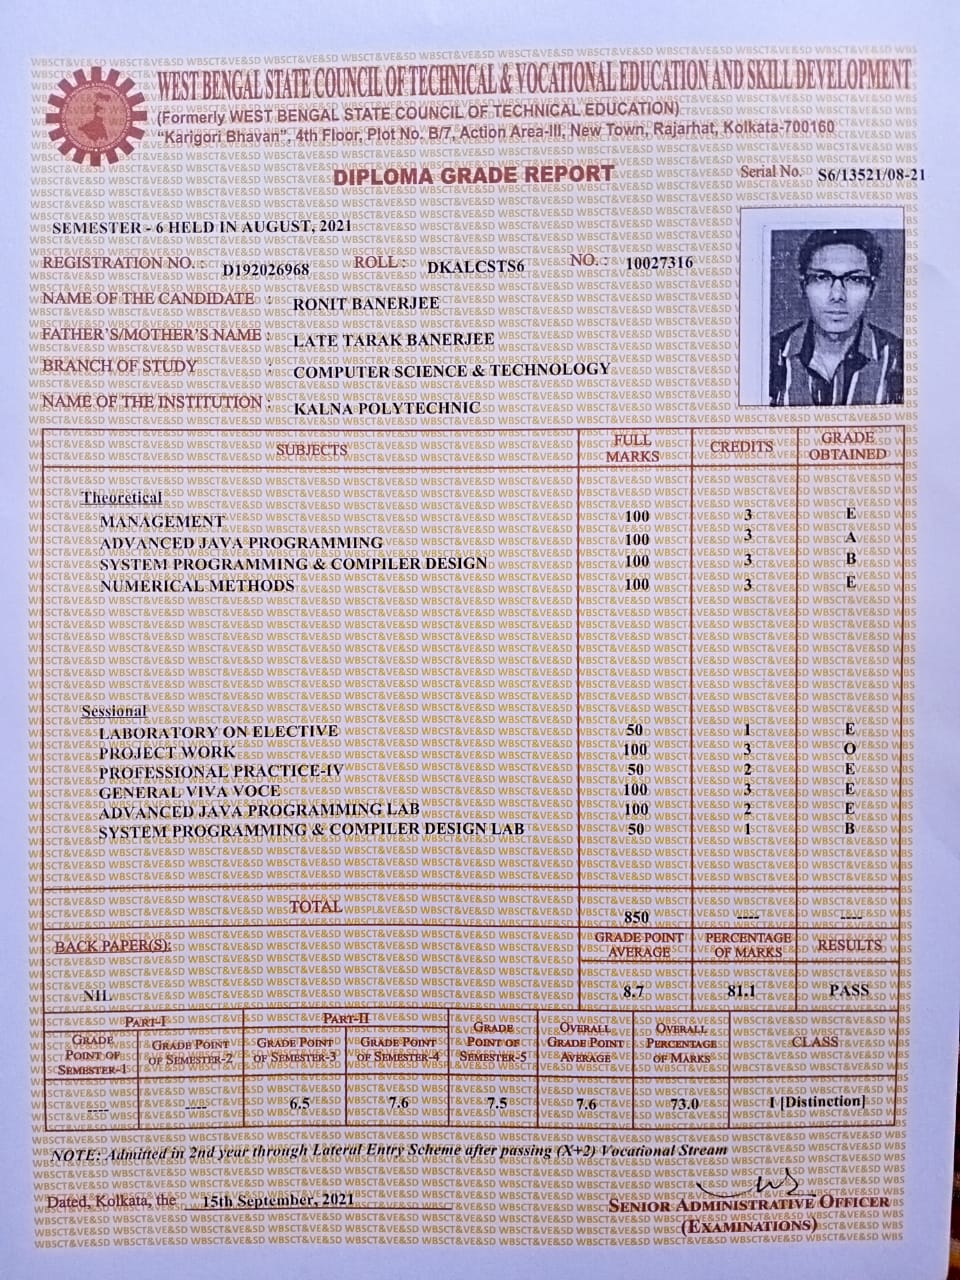 WEST BENGAL STATE COUNCIL OF TECHNICAL & VOCATIONAL EDUCATION AND SKILL DEVELOPMENT
(Formerly WEST BENGAL STATE COUNCIL OF TECHNICAL EDUCATION)
"Karigori Bhavan", 4th Floor, Plot No. B/7, Action Area-III, New Town, Rajarhat, Kolkata-700160
DIPLOMA GRADE REPORT
Serial No. S6/13521/08-21
SEMESTER - 6 HELD IN AUGUST, 2021
REGISTRATION NO. : D192026968 ROLL : DKALCSTS6 NO. : 10027316
NAME OF THE CANDIDATE : RONIT BANERJEE
FATHER'S/MOTHER'S NAME : LATE TARAK BANERJEE
BRANCH OF STUDY : COMPUTER SCIENCE & TECHNOLOGY
NAME OF THE INSTITUTION : KALNA POLYTECHNIC
SUBJECTS FULL MARKS CREDITS GRADE OBTAINED
Theoretical
MANAGEMENT 100 3 E
ADVANCED JAVA PROGRAMMING 100 3 A
SYSTEM PROGRAMMING & COMPILER DESIGN 100 3 B
NUMERICAL METHODS 100 3 E
Sessional
LABORATORY ON ELECTIVE 50 1 E
PROJECT WORK 100 3 O
PROFESSIONAL PRACTICE-IV 50 2 E
GENERAL VIVA VOCE 100 3 E
ADVANCED JAVA PROGRAMMING LAB 100 2 E
SYSTEM PROGRAMMING & COMPILER DESIGN LAB 50 1 B
TOTAL 850 ---- ----
BACK PAPER(S): GRADE POINT AVERAGE PERCENTAGE OF MARKS RESULTS
NIL 8.7 81.1 PASS
PART-I PART-II
GRADE POINT OF SEMESTER-1 GRADE POINT OF SEMESTER-2 GRADE POINT OF SEMESTER-3 GRADE POINT OF SEMESTER-4 GRADE POINT OF SEMESTER-5 OVERALL GRADE POINT AVERAGE OVERALL PERCENTAGE OF MARKS CLASS
---- ---- 6.5 7.6 7.5 7.6 73.0 I [Distinction]
NOTE: Admitted in 2nd year through Lateral Entry Scheme after passing (X+2) Vocational Stream
Dated, Kolkata, the 15th September, 2021
SENIOR ADMINISTRATIVE OFFICER
(EXAMINATIONS)